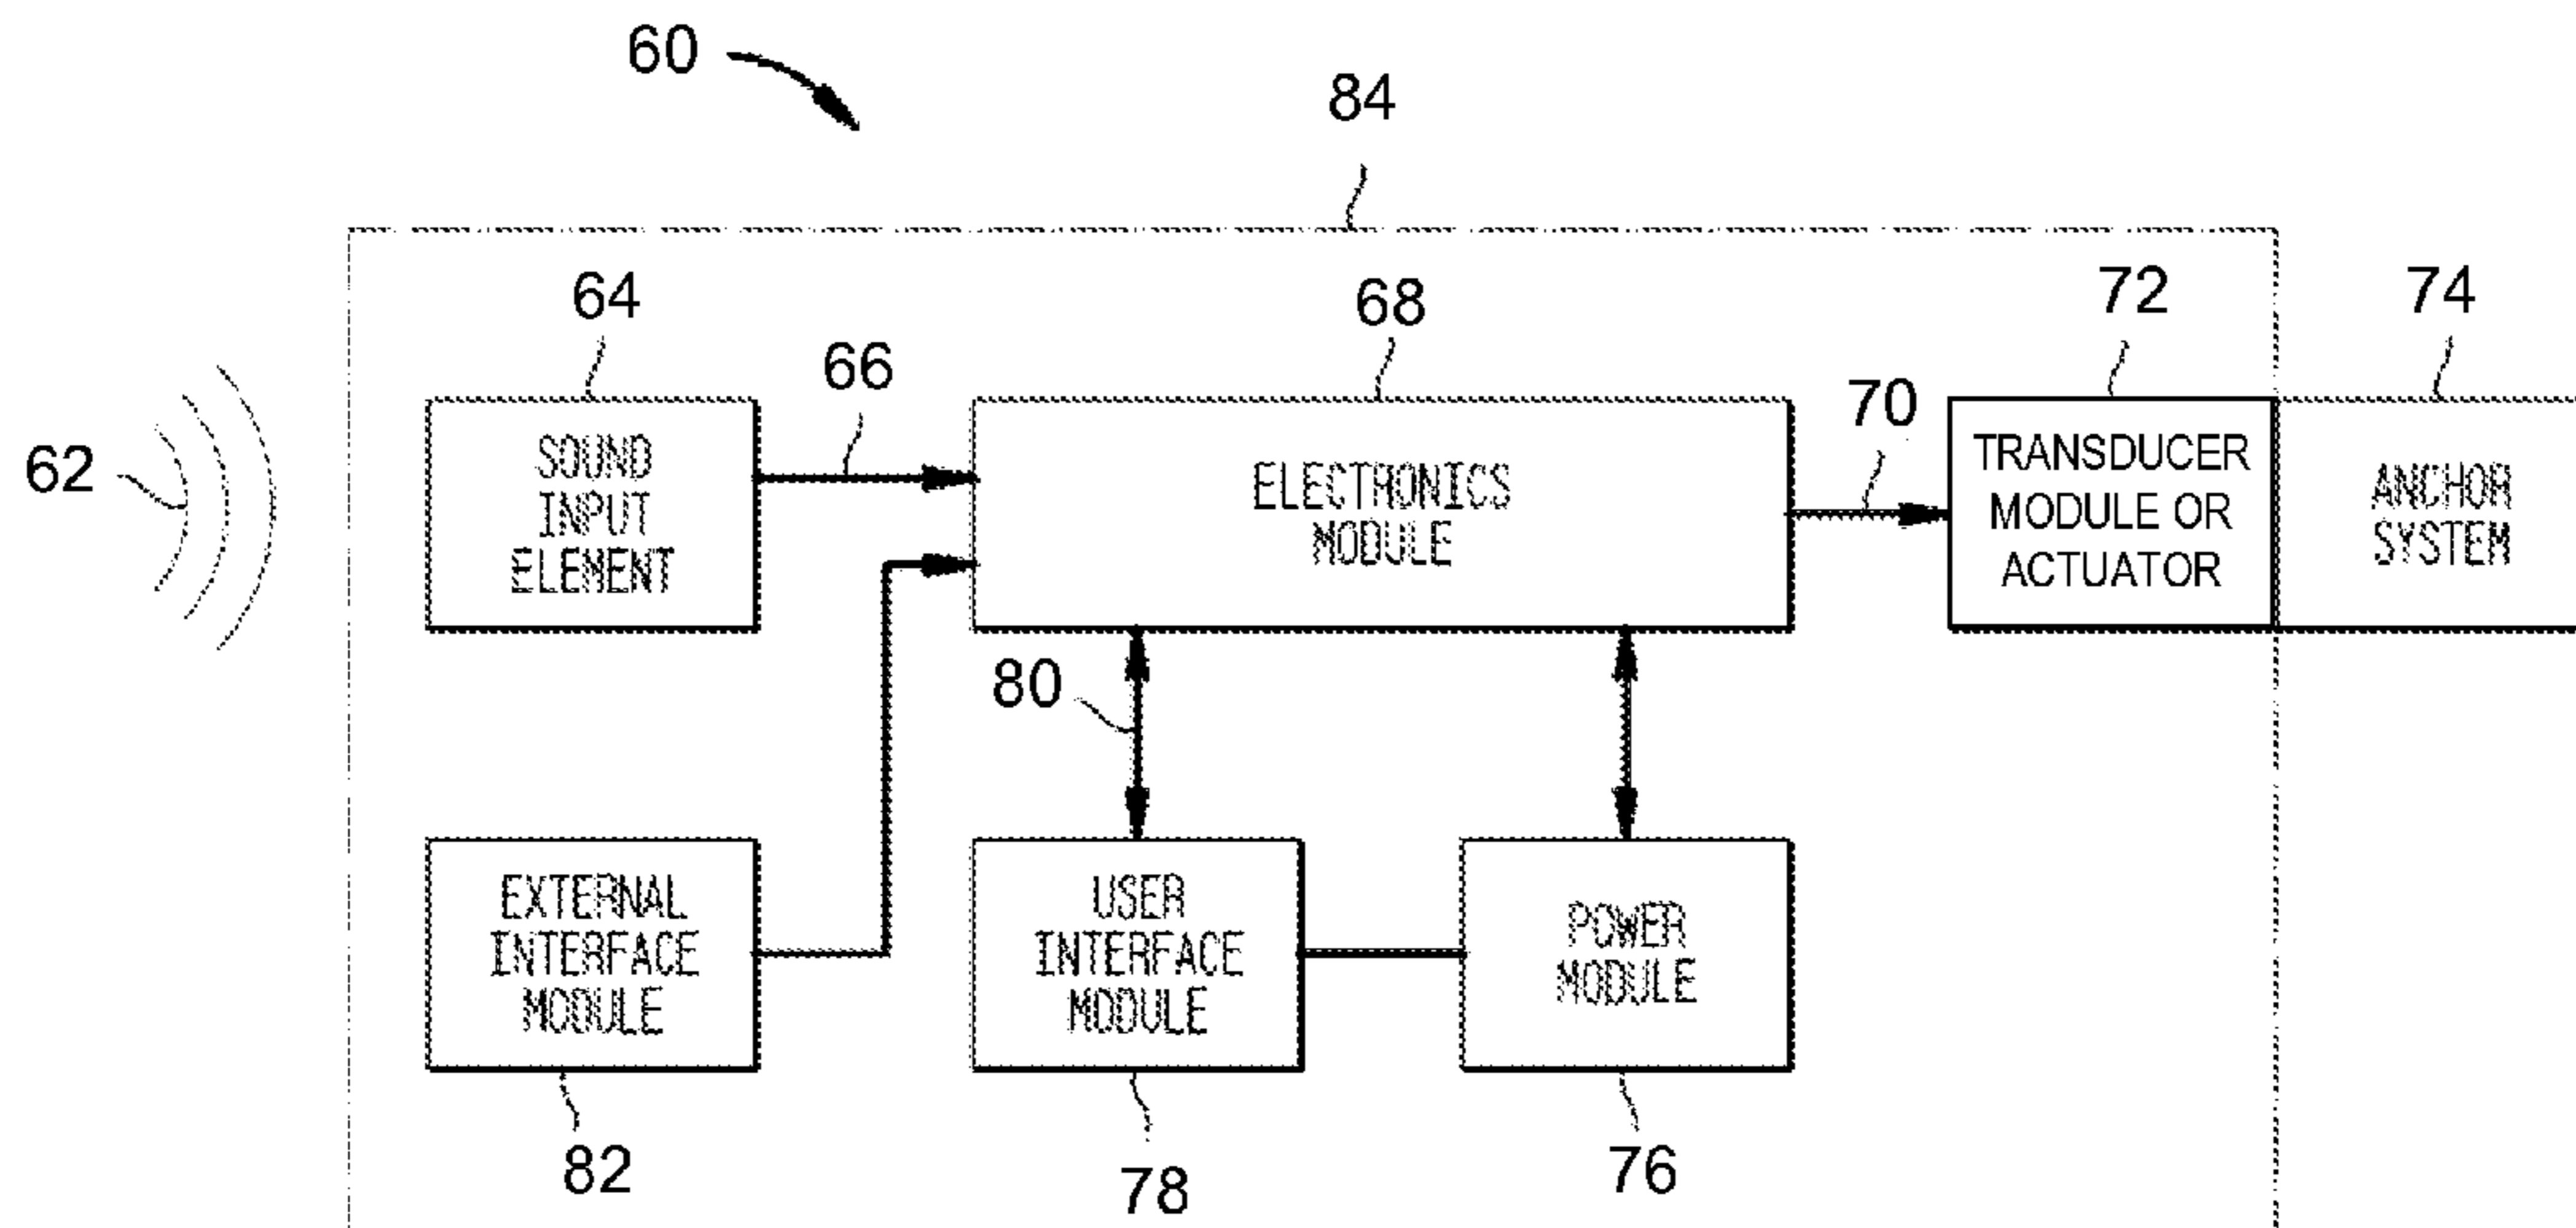 60
84
64
68
72
74
66
70
62
SOUND
INPUT
ELEMENT
ELECTRONICS
MODULE
TRANSDUCER
MODULE OR
ACTUATOR
ANCHOR
SYSTEM
80
EXTERNAL
INTERFACE
MODULE
USER
INTERFACE
MODULE
POWER
MODULE
82
78
76